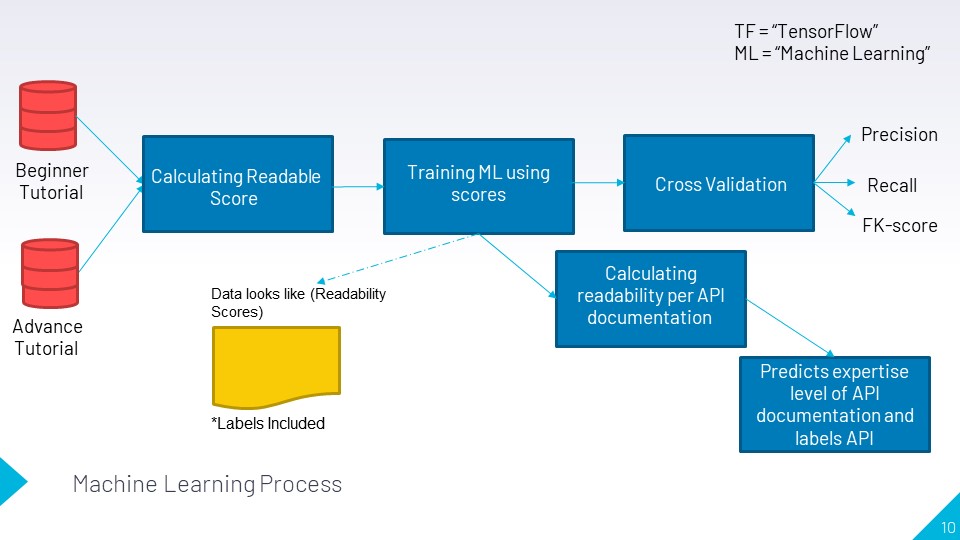 TF = “TensorFlow”
ML = “Machine Learning”
Beginner
Tutorial
Advance
Tutorial
Calculating Readable
Score
Training ML using
scores
Cross Validation
Precision
Recall
FK-score
Data looks like (Readability
Scores)
*Labels Included
Calculating
readability per API
documentation
Predicts expertise
level of API
documentation and
labels API
Machine Learning Process
10